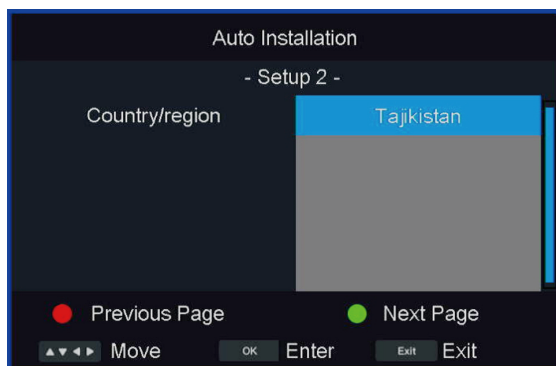 Auto Installation
- Setup 2 -
Country/region Tajikistan
Previous Page Next Page
Move OK Enter Exit Exit